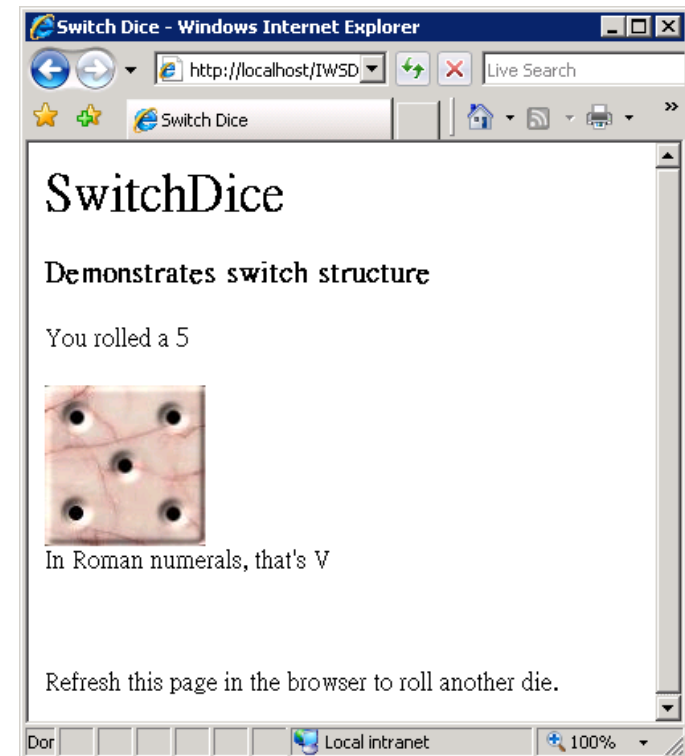 Switch Dice - Windows Internet Explorer
http://localhost/IWSD
Live Search
Switch Dice
»
SwitchDice
Demonstrates switch structure
You rolled a 5
In Roman numerals, that's V
Refresh this page in the browser to roll another die.
Dor
Local intranet
100%